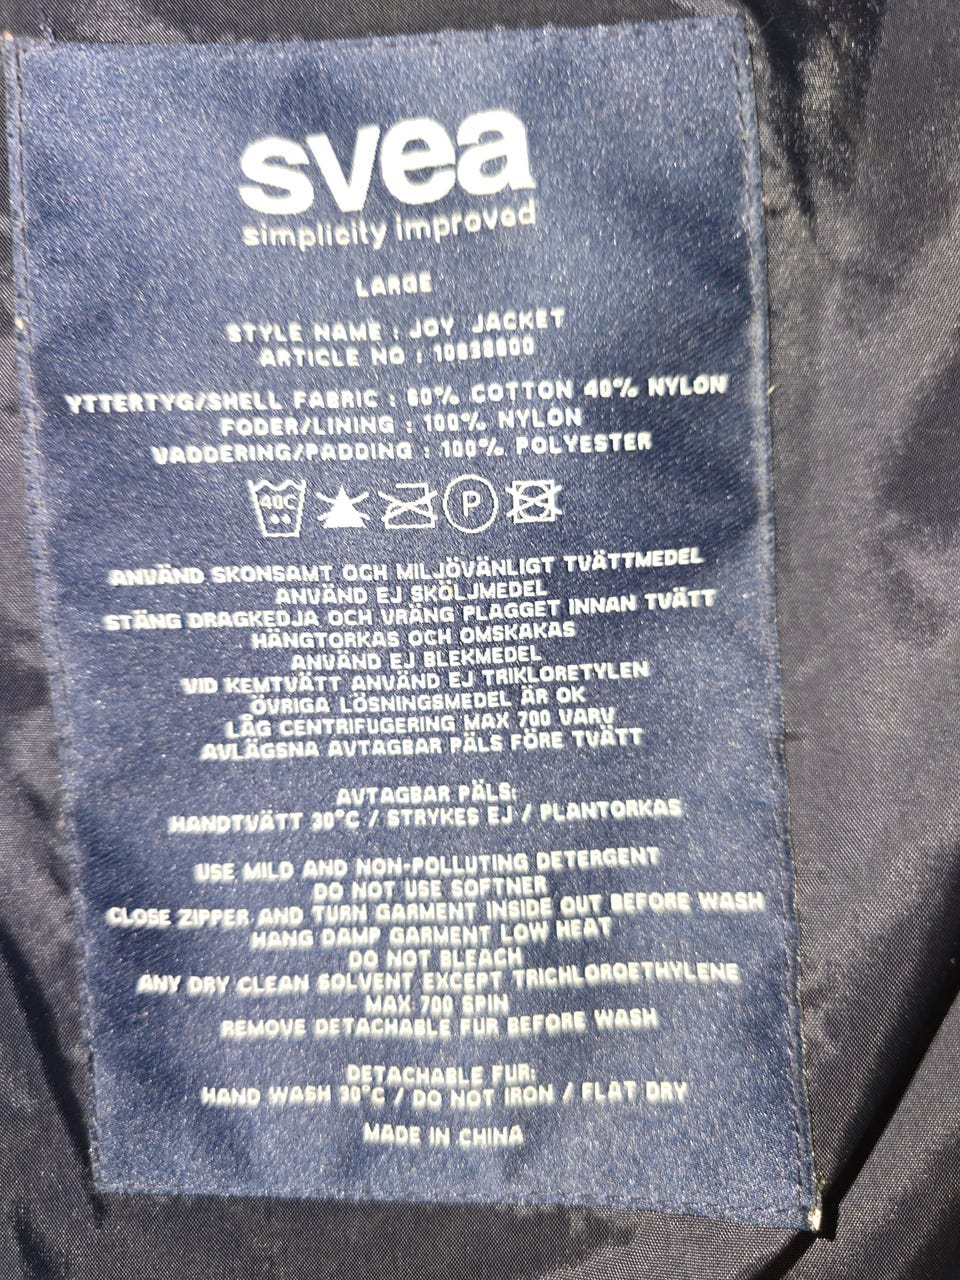 svea
simplicity improved
LARGE
STYLE NAME : JOY JACKET
ARTICLE NO :
YTTERTYG/SHELL FABRIC : 60% COTTON 40% NYLON
FODER/LINING : 100% NYLON
VADDERING/PADDING : 100% POLYESTER
40C P
ANVÄND SKONSAMT OCH MILJÖVÄNLIGT TVÄTTMEDEL
ANVÄND EJ SKÖLJMEDEL
STÄNG DRAGKEDJA OCH VRÄNG PLAGGET INNAN TVÄTT
HÄNGTORKAS OCH OMSKAKAS
ANVÄND EJ BLEKMEDEL
VID KEMTVÄTT ANVÄND EJ TRIKLORETYLEN
ÖVRIGA LÖSNINGSMEDEL ÄR OK
LÅG CENTRIFUGERING MAX 700 VARV
AVLÄGSNA AVTAGBAR PÄLS FÖRE TVÄTT
AVTAGBAR PÄLS:
HANDTVÄTT 30°C / STRYKES EJ / PLANTORKAS
USE MILD AND NON-POLLUTING DETERGENT
DO NOT USE SOFTNER
CLOSE ZIPPER AND TURN GARMENT INSIDE OUT BEFORE WASH
HANG DAMP GARMENT LOW HEAT
DO NOT BLEACH
ANY DRY CLEAN SOLVENT EXCEPT TRICHLOROETHYLENE
MAX 700 SPIN
REMOVE DETACHABLE FUR BEFORE WASH
DETACHABLE FUR:
HAND WASH 30°C / DO NOT IRON / FLAT DRY
MADE IN CHINA